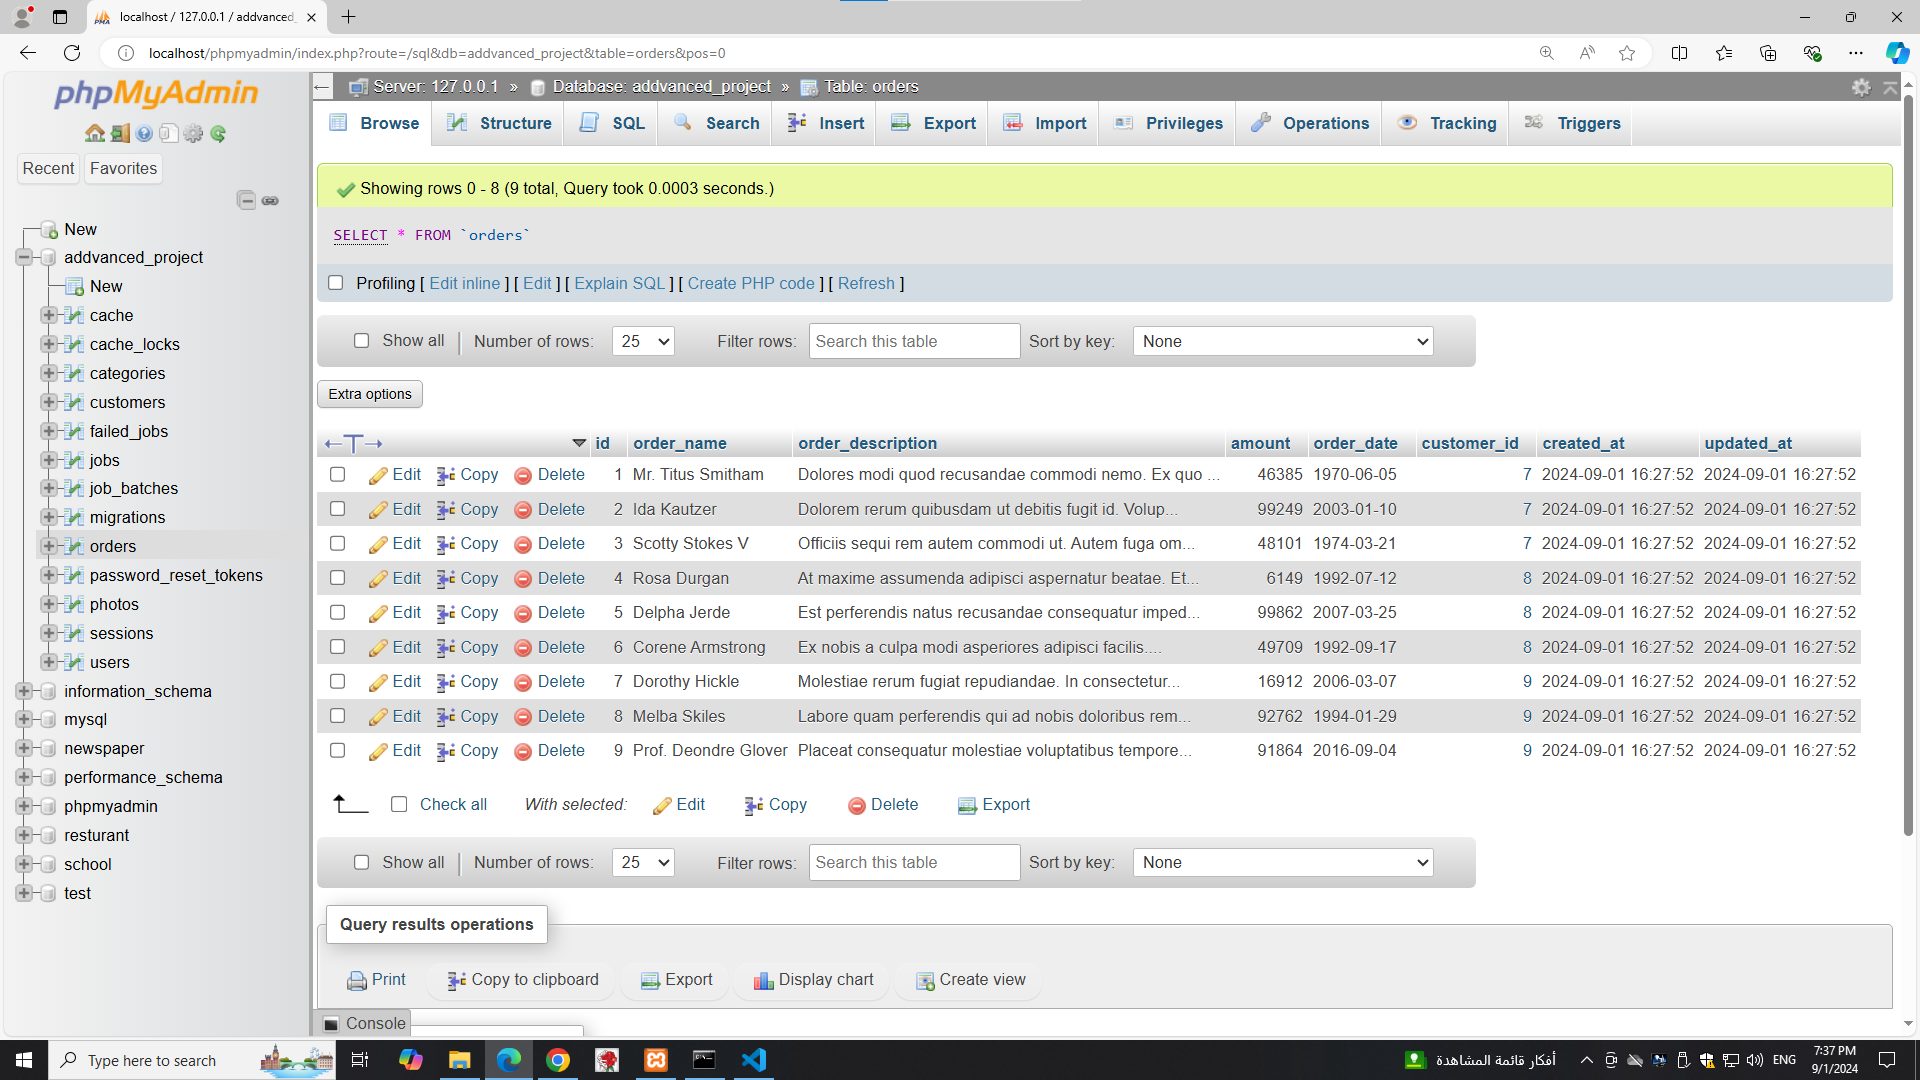 localhost / 127.0.0.1 / addvanced_
localhost/phpmyadmin/index.php?route=/sql&db=addvanced_project&table=orders&pos=0
phpMyAdmin
Recent Favorites
New
addvanced_project
New
cache
cache_locks
categories
customers
failed_jobs
jobs
job_batches
migrations
orders
password_reset_tokens
photos
sessions
users
information_schema
mysql
newspaper
performance_schema
phpmyadmin
resturant
school
test
Server: 127.0.0.1 » Database: addvanced_project » Table: orders
Browse Structure SQL Search Insert Export Import Privileges Operations Tracking Triggers
Showing rows 0 - 8 (9 total, Query took 0.0003 seconds.)
SELECT * FROM `orders`
Profiling [ Edit inline ] [ Edit ] [ Explain SQL ] [ Create PHP code ] [ Refresh ]
Show all Number of rows: 25 Filter rows: Search this table Sort by key: None
Extra options
id order_name order_description amount order_date customer_id created_at updated_at
Edit Copy Delete 1 Mr. Titus Smitham Dolores modi quod recusandae commodi nemo. Ex quo ... 46385 1970-06-05 7 2024-09-01 16:27:52 2024-09-01 16:27:52
Edit Copy Delete 2 Ida Kautzer Dolorem rerum quibusdam ut debitis fugit id. Volup... 99249 2003-01-10 7 2024-09-01 16:27:52 2024-09-01 16:27:52
Edit Copy Delete 3 Scotty Stokes V Officiis sequi rem autem commodi ut. Autem fuga om... 48101 1974-03-21 7 2024-09-01 16:27:52 2024-09-01 16:27:52
Edit Copy Delete 4 Rosa Durgan At maxime assumenda adipisci aspernatur beatae. Et... 6149 1992-07-12 8 2024-09-01 16:27:52 2024-09-01 16:27:52
Edit Copy Delete 5 Delpha Jerde Est perferendis natus recusandae consequatur imped... 99862 2007-03-25 8 2024-09-01 16:27:52 2024-09-01 16:27:52
Edit Copy Delete 6 Corene Armstrong Ex nobis a culpa modi asperiores adipisci facilis.... 49709 1992-09-17 8 2024-09-01 16:27:52 2024-09-01 16:27:52
Edit Copy Delete 7 Dorothy Hickle Molestiae rerum fugiat repudiandae. In consectetur... 16912 2006-03-07 9 2024-09-01 16:27:52 2024-09-01 16:27:52
Edit Copy Delete 8 Melba Skiles Labore quam perferendis qui ad nobis doloribus rem... 92762 1994-01-29 9 2024-09-01 16:27:52 2024-09-01 16:27:52
Edit Copy Delete 9 Prof. Deondre Glover Placeat consequatur molestiae voluptatibus tempore... 91864 2016-09-04 9 2024-09-01 16:27:52 2024-09-01 16:27:52
Check all With selected: Edit Copy Delete Export
Show all Number of rows: 25 Filter rows: Search this table Sort by key: None
Query results operations
Print Copy to clipboard Export Display chart Create view
Console
Type here to search
أفكار قائمة المشاهدة
ENG
7:37 PM
9/1/2024